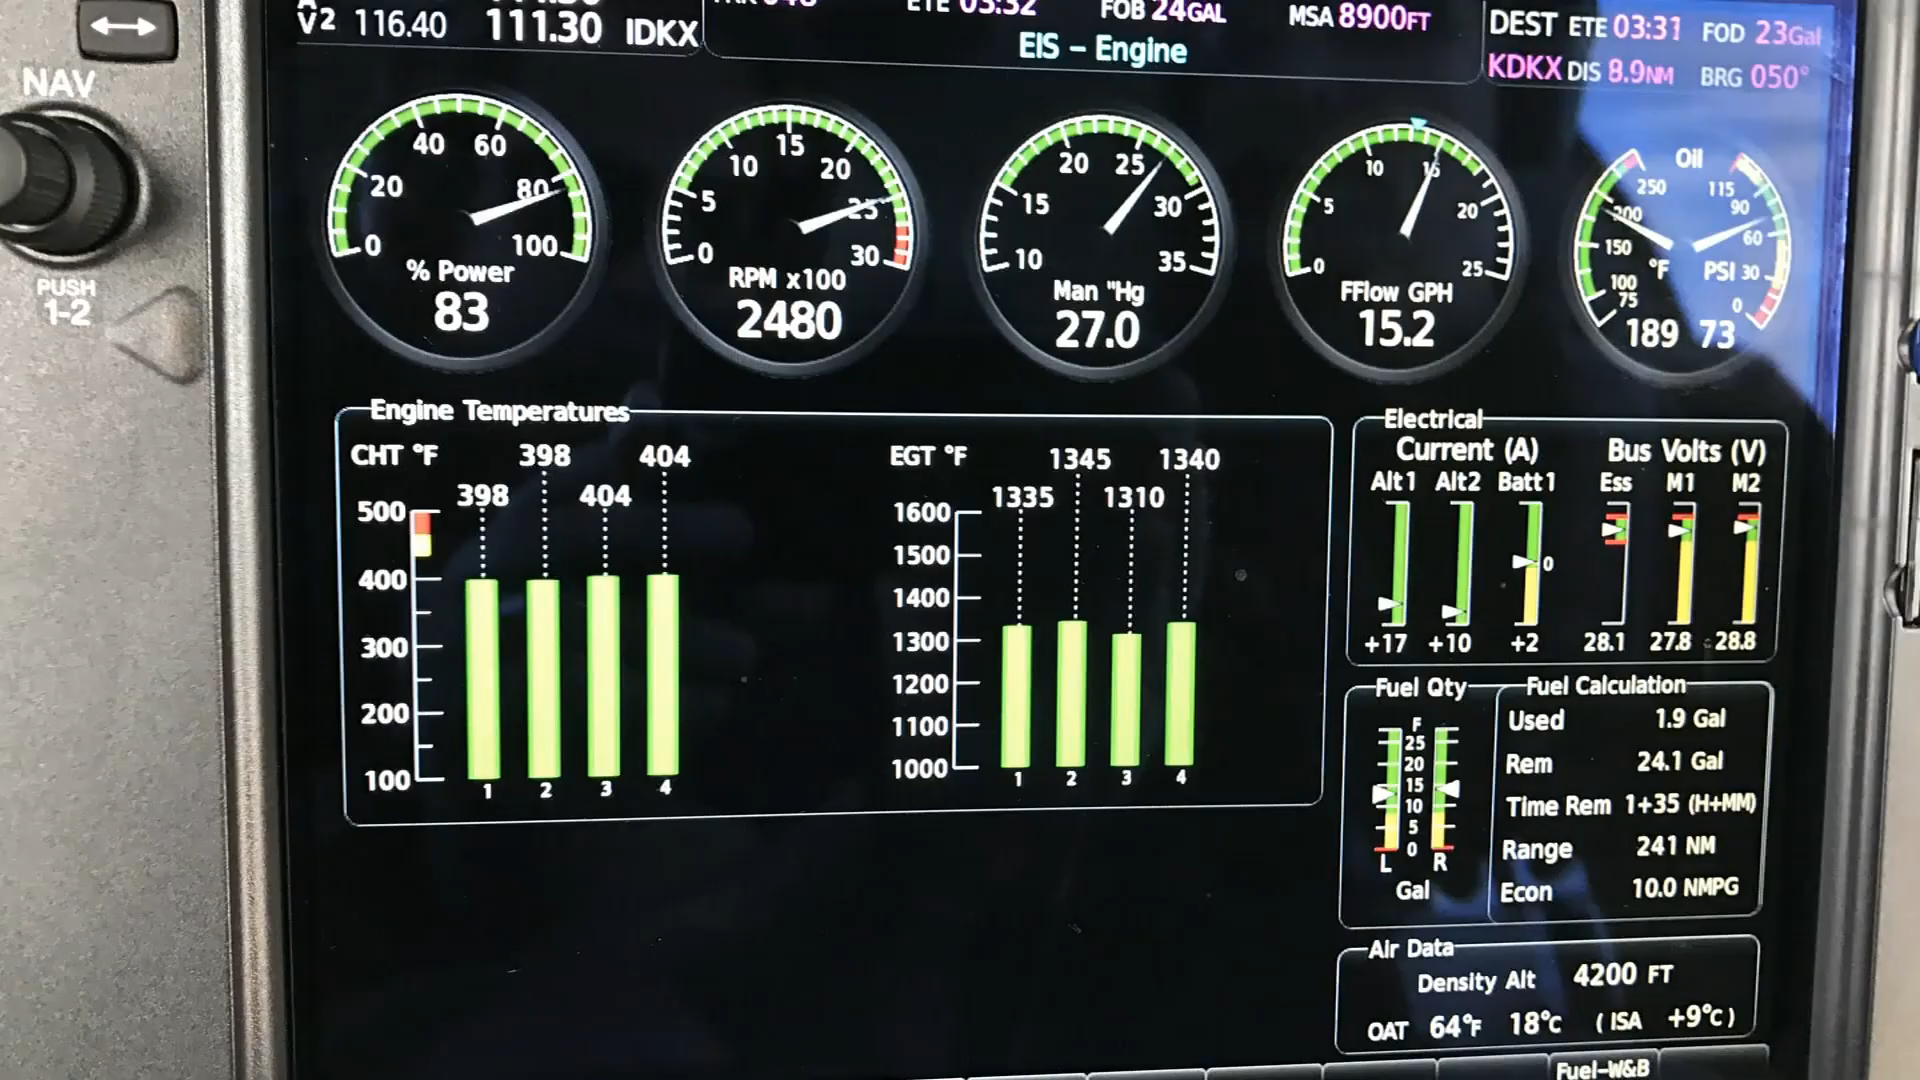 V2 116.40 111.30 IDKX
ETE 03:32 FOB 24GAL MSA 8900FT
EIS – Engine
DEST ETE 03:31 FOD 23Gal
KDKX DIS 8.9NM BRG 050°
NAV
PUSH
1-2
0 20 40 60 80 100
% Power
83
0 5 10 15 20 25 30
RPM x100
2480
10 15 20 25 30 35
Man "Hg
27.0
0 5 10 15 20 25
FFlow GPH
15.2
Oil
250 115
200 90
150 60
°F PSI 30
100
75 0
189 73
Engine Temperatures
CHT °F 398 404
398 404
500
400
300
200
100
1 2 3 4
EGT °F 1345 1340
1335 1310
1600
1500
1400
1300
1200
1100
1000
1 2 3 4
Electrical
Current (A) Bus Volts (V)
Alt1 Alt2 Batt1 Ess M1 M2
0
+17 +10 +2 28.1 27.8 28.8
Fuel Qty
F
25
20
15
10
5
0
L R
Gal
Fuel Calculation
Used 1.9 Gal
Rem 24.1 Gal
Time Rem 1+35 (H+MM)
Range 241 NM
Econ 10.0 NMPG
Air Data
Density Alt 4200 FT
OAT 64°F 18°C (ISA +9°C)
Fuel-W&B